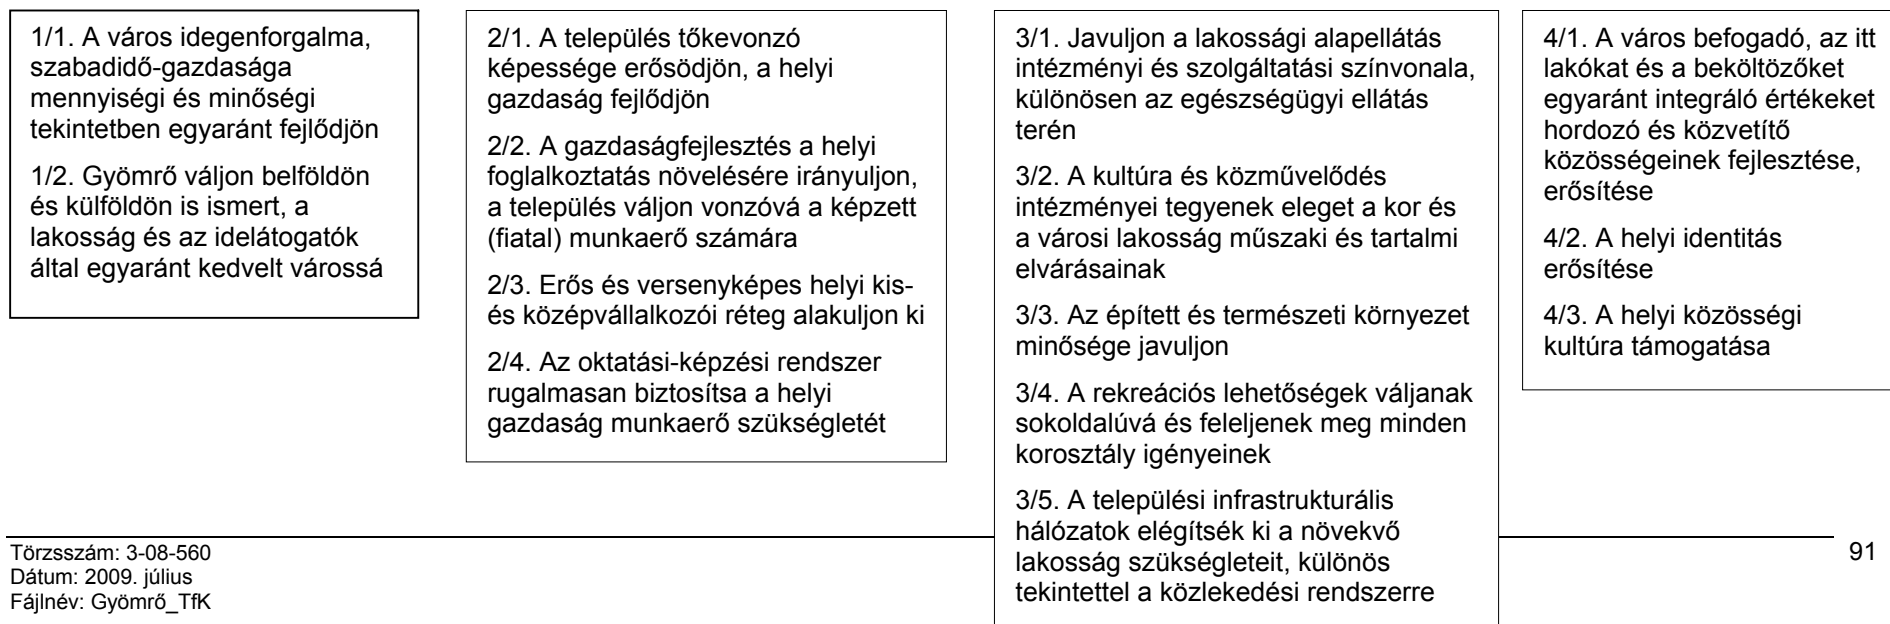 1/1. A város idegenforgalma,
szabadidő-gazdasága
mennyiségi és minőségi
tekintetben egyaránt fejlődjön
1/2. Gyömrő váljon belföldön
és külföldön is ismert, a
lakosság és az idelátogatók
által egyaránt kedvelt várossá
2/1. A település tőkevonzó
képessége erősödjön, a helyi
gazdaság fejlődjön
2/2. A gazdaságfejlesztés a helyi
foglalkoztatás növelésére irányuljon,
a település váljon vonzóvá a képzett
(fiatal) munkaerő számára
2/3. Erős és versenyképes helyi kis-
és középvállalkozói réteg alakuljon ki
2/4. Az oktatási-képzési rendszer
rugalmasan biztosítsa a helyi
gazdaság munkaerő szükségletét
3/1. Javuljon a lakossági alapellátás
intézményi és szolgáltatási színvonala,
különösen az egészségügyi ellátás
terén
3/2. A kultúra és közművelődés
intézményei tegyenek eleget a kor és
a városi lakosság műszaki és tartalmi
elvárásainak
3/3. Az épített és természeti környezet
minősége javuljon
3/4. A rekreációs lehetőségek váljanak
sokoldalúvá és feleljenek meg minden
korosztály igényeinek
3/5. A települési infrastrukturális
hálózatok elégítsék ki a növekvő
lakosság szükségleteit, különös
tekintettel a közlekedési rendszerre
4/1. A város befogadó, az itt
lakókat és a beköltözőket
egyaránt integráló értékeket
hordozó és közvetítő
közösségeinek fejlesztése,
erősítése
4/2. A helyi identitás
erősítése
4/3. A helyi közösségi
kultúra támogatása
Törzsszám: 3-08-560
Dátum: 2009. július
Fájlnév: Gyömrő_TfK
91